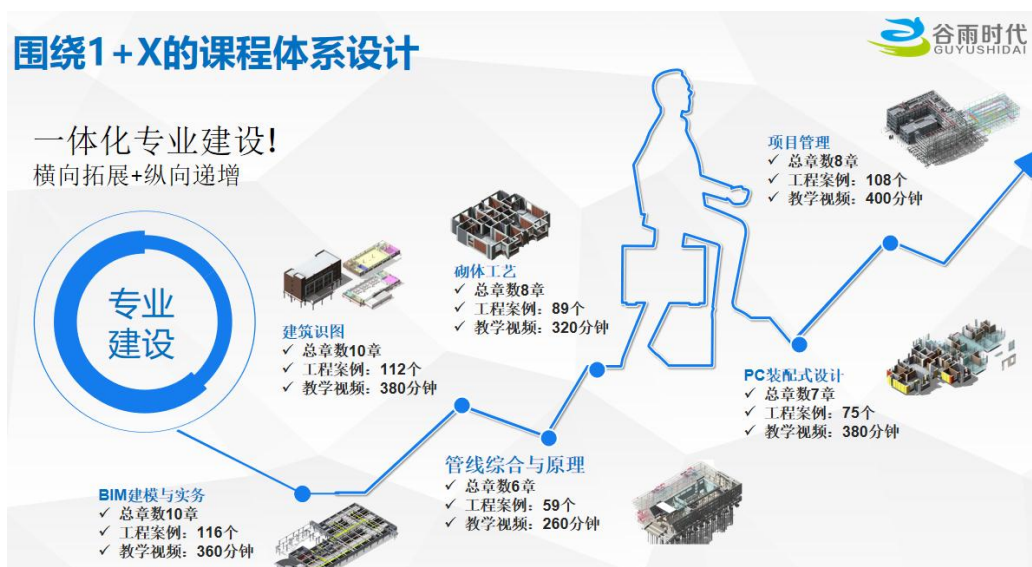 围绕1+X的课程体系设计
谷雨时代
GUYUSHIDAI
一体化专业建设!
横向拓展+纵向递增
专业
建设
BIM建模与实务
✓ 总章数10章
✓ 工程案例：116个
✓ 教学视频：360分钟
建筑识图
✓ 总章数10章
✓ 工程案例：112个
✓ 教学视频：380分钟
砌体工艺
✓ 总章数8章
✓ 工程案例：89个
✓ 教学视频：320分钟
管线综合与原理
✓ 总章数6章
✓ 工程案例：59个
✓ 教学视频：260分钟
PC装配式设计
✓ 总章数7章
✓ 工程案例：75个
✓ 教学视频：380分钟
项目管理
✓ 总章数8章
✓ 工程案例：108个
✓ 教学视频：400分钟